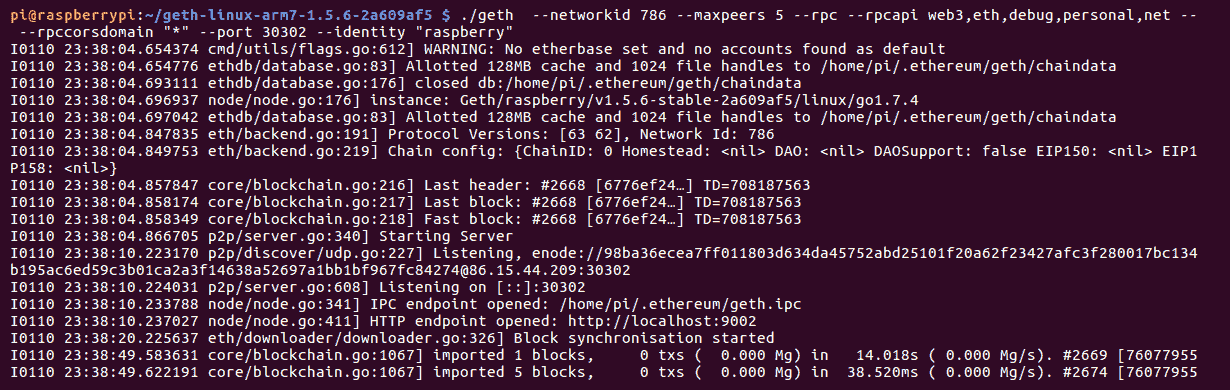 pi@raspberrypi:~/geth-linux-arm7-1.5.6-2a609af5 $ ./geth  --networkid 786 --maxpeers 5 --rpc --rpcapi web3,eth,debug,personal,net --
 --rpccorsdomain "*" --port 30302 --identity "raspberry"
I0110 23:38:04.654374 cmd/utils/flags.go:612] WARNING: No etherbase set and no accounts found as default
I0110 23:38:04.654776 ethdb/database.go:83] Allotted 128MB cache and 1024 file handles to /home/pi/.ethereum/geth/chaindata
I0110 23:38:04.693111 ethdb/database.go:176] closed db:/home/pi/.ethereum/geth/chaindata
I0110 23:38:04.696937 node/node.go:176] instance: Geth/raspberry/v1.5.6-stable-2a609af5/linux/go1.7.4
I0110 23:38:04.697042 ethdb/database.go:83] Allotted 128MB cache and 1024 file handles to /home/pi/.ethereum/geth/chaindata
I0110 23:38:04.847835 eth/backend.go:191] Protocol Versions: [63 62], Network Id: 786
I0110 23:38:04.849753 eth/backend.go:219] Chain config: {ChainID: 0 Homestead: <nil> DAO: <nil> DAOSupport: false EIP150: <nil> EIP1
P158: <nil>}
I0110 23:38:04.857847 core/blockchain.go:216] Last header: #2668 [6776ef24…] TD=708187563
I0110 23:38:04.858174 core/blockchain.go:217] Last block: #2668 [6776ef24…] TD=708187563
I0110 23:38:04.858349 core/blockchain.go:218] Fast block: #2668 [6776ef24…] TD=708187563
I0110 23:38:04.866705 p2p/server.go:340] Starting Server
I0110 23:38:10.223170 p2p/discover/udp.go:227] Listening, enode://98ba36ecea7ff011803d634da45752abd25101f20a62f23427afc3f280017bc134
b195ac6ed59c3b01ca2a3f14638a52697a1bb1bf967fc84274@86.15.44.209:30302
I0110 23:38:10.224031 p2p/server.go:608] Listening on [::]:30302
I0110 23:38:10.233788 node/node.go:341] IPC endpoint opened: /home/pi/.ethereum/geth.ipc
I0110 23:38:10.237027 node/node.go:411] HTTP endpoint opened: http://localhost:9002
I0110 23:38:20.225637 eth/downloader/downloader.go:326] Block synchronisation started
I0110 23:38:49.583631 core/blockchain.go:1067] imported 1 blocks,     0 txs (  0.000 Mg) in   14.018s ( 0.000 Mg/s). #2669 [76077955
I0110 23:38:49.622191 core/blockchain.go:1067] imported 5 blocks,     0 txs (  0.000 Mg) in  38.520ms ( 0.000 Mg/s). #2674 [76077955